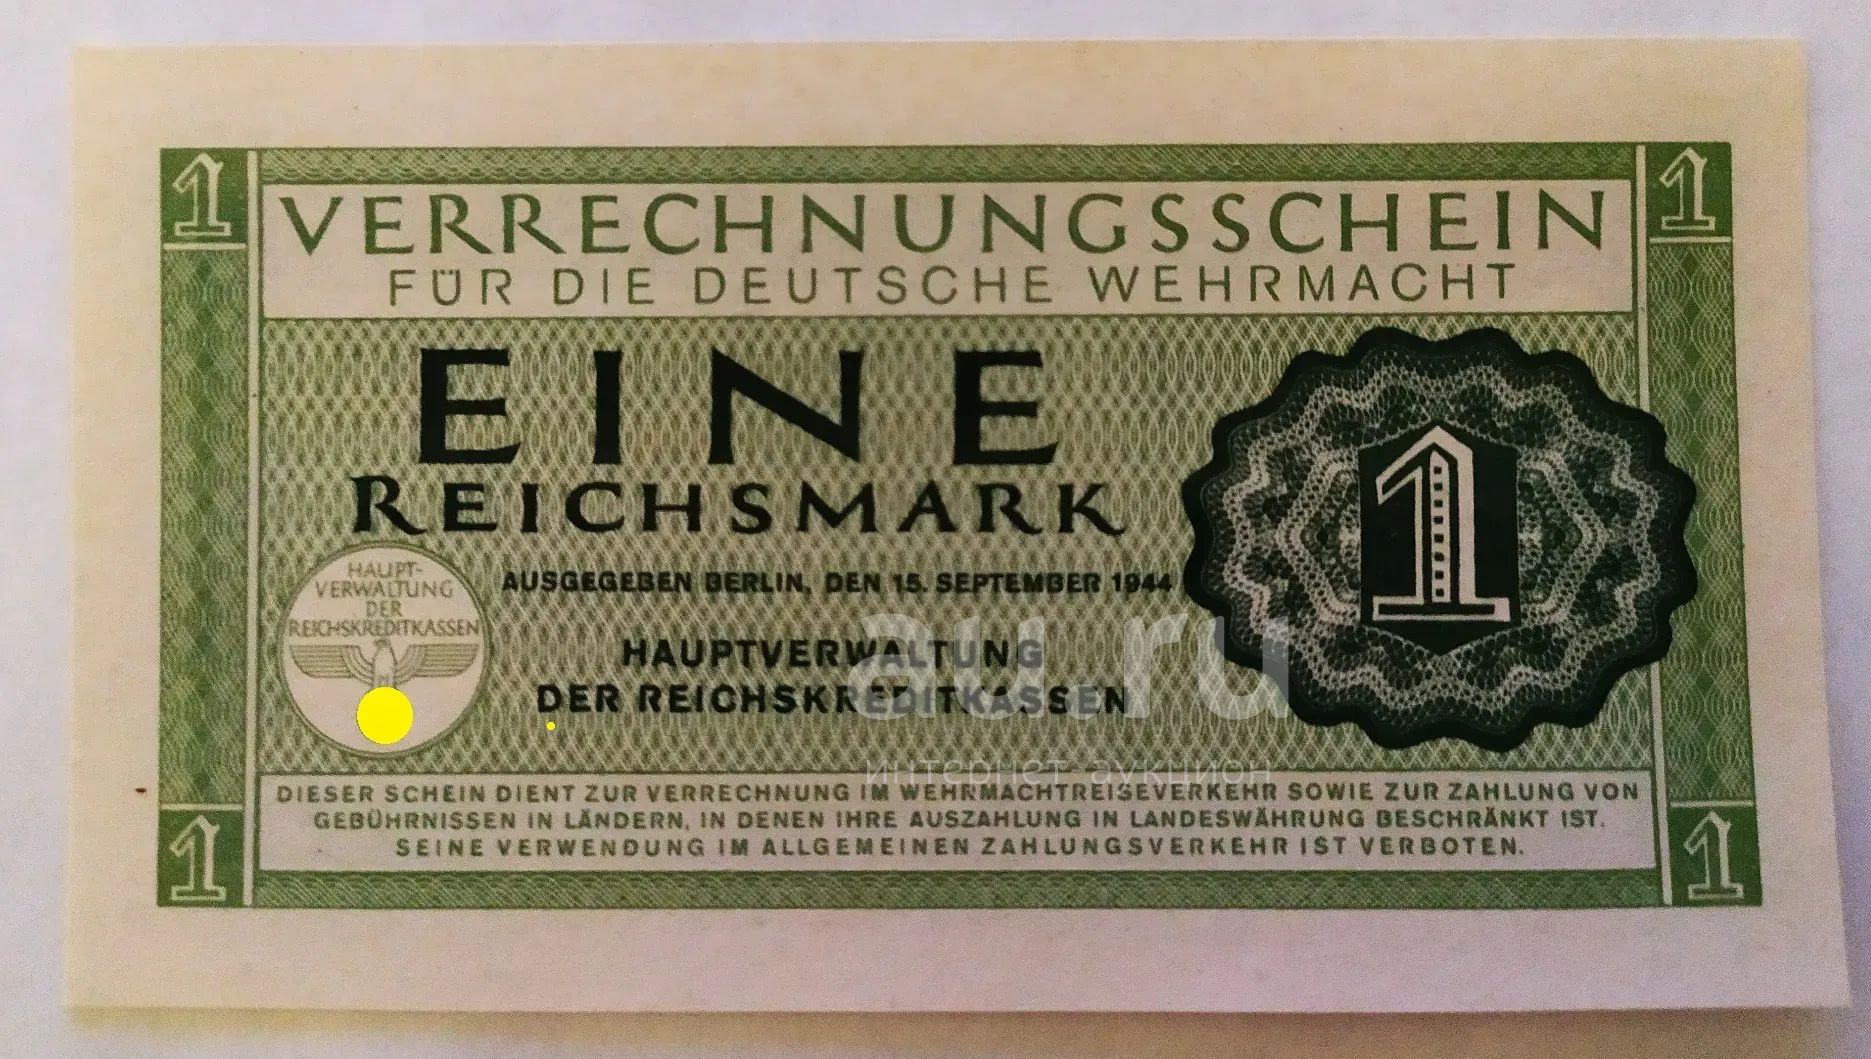 1 1
VERRECHNUNGSSCHEIN
FÜR DIE DEUTSCHE WEHRMACHT
EINE
REICHSMARK
1
AUSGEGEBEN BERLIN, DEN 15. SEPTEMBER 1944
HAUPT-
VERWALTUNG
DER
REICHSKREDITKASSEN
HAUPTVERWALTUNG
DER REICHSKREDITKASSEN
au.ru
интернет аукцион
DIESER SCHEIN DIENT ZUR VERRECHNUNG IM WEHRMACHTREISEVERKEHR SOWIE ZUR ZAHLUNG VON
GEBÜHRNISSEN IN LÄNDERN, IN DENEN IHRE AUSZAHLUNG IN LANDESWÄHRUNG BESCHRÄNKT IST.
SEINE VERWENDUNG IM ALLGEMEINEN ZAHLUNGSVERKEHR IST VERBOTEN.
1 1